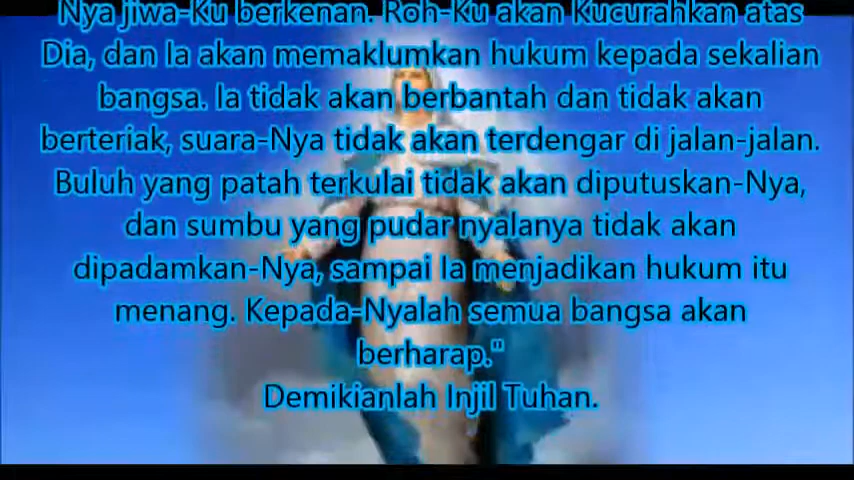 Nya jiwa-Ku berkenan. Roh-Ku akan Kucurahkan atas
Dia, dan Ia akan memaklumkan hukum kepada sekalian
bangsa. Ia tidak akan berbantah dan tidak akan
berteriak, suara-Nya tidak akan terdengar di jalan-jalan.
Buluh yang patah terkulai tidak akan diputuskan-Nya,
dan sumbu yang pudar nyalanya tidak akan
dipadamkan-Nya, sampai Ia menjadikan hukum itu
menang. Kepada-Nyalah semua bangsa akan
berharap."
Demikianlah Injil Tuhan.